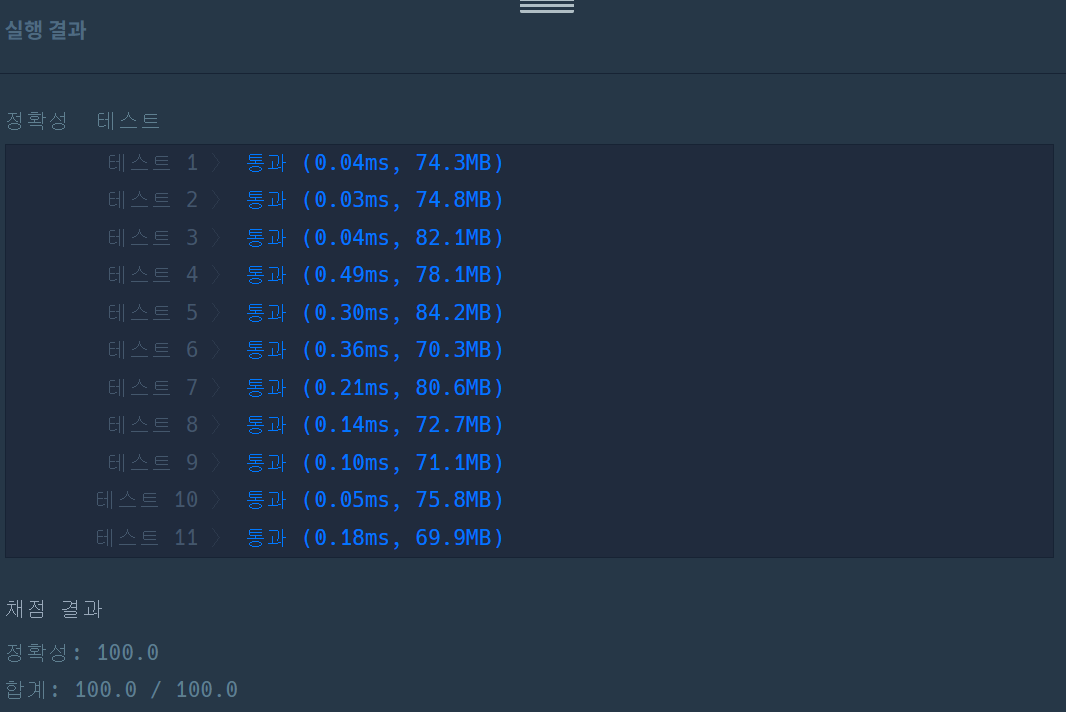 실행 결과
정확성 테스트
테스트 1 〉 통과 (0.04ms, 74.3MB)
테스트 2 〉 통과 (0.03ms, 74.8MB)
테스트 3 〉 통과 (0.04ms, 82.1MB)
테스트 4 〉 통과 (0.49ms, 78.1MB)
테스트 5 〉 통과 (0.30ms, 84.2MB)
테스트 6 〉 통과 (0.36ms, 70.3MB)
테스트 7 〉 통과 (0.21ms, 80.6MB)
테스트 8 〉 통과 (0.14ms, 72.7MB)
테스트 9 〉 통과 (0.10ms, 71.1MB)
테스트 10 〉 통과 (0.05ms, 75.8MB)
테스트 11 〉 통과 (0.18ms, 69.9MB)
채점 결과
정확성: 100.0
합계: 100.0 / 100.0